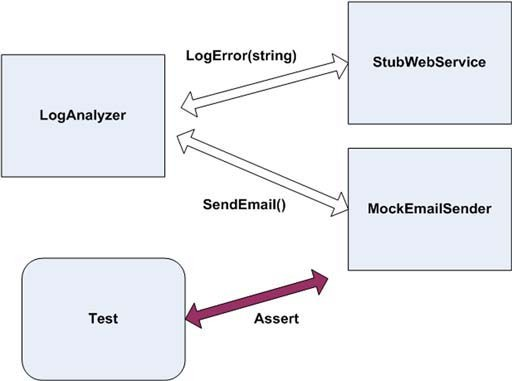 LogError(string)
StubWebService
LogAnalyzer
SendEmail()
MockEmailSender
Test
Assert